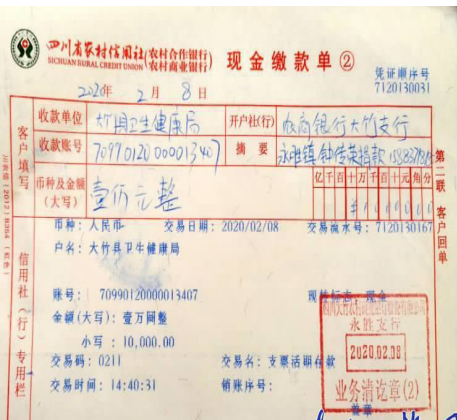 四川省农村信用社(农村合作银行)(农村商业银行) 现金缴款单②
SICHUAN RURAL CREDIT UNION
凭证顺序号
7120130031
2020年 2月 8日
客户填写
收款单位 大竹县卫生健康局 开户社(行) 农商银行大竹支行
收款账号 70990120000013407 摘要 永胜镇
币种及金额(大写) 壹万元整
亿千百十万千百十元角分
第二联 客户回单
信用社(行)专用栏
币种：人民币 交易日期：2020/02/08 交易流水号：7120130167
户名：大竹县卫生健康局
账号：70990120000013407 现金
金额(大写)：壹万圆整
小写：10,000.00
交易码：0211 交易名：支票活期存款
交易时间：14:40:31 销账序号：
永胜支行
2020.02.08
业务清讫章(2)